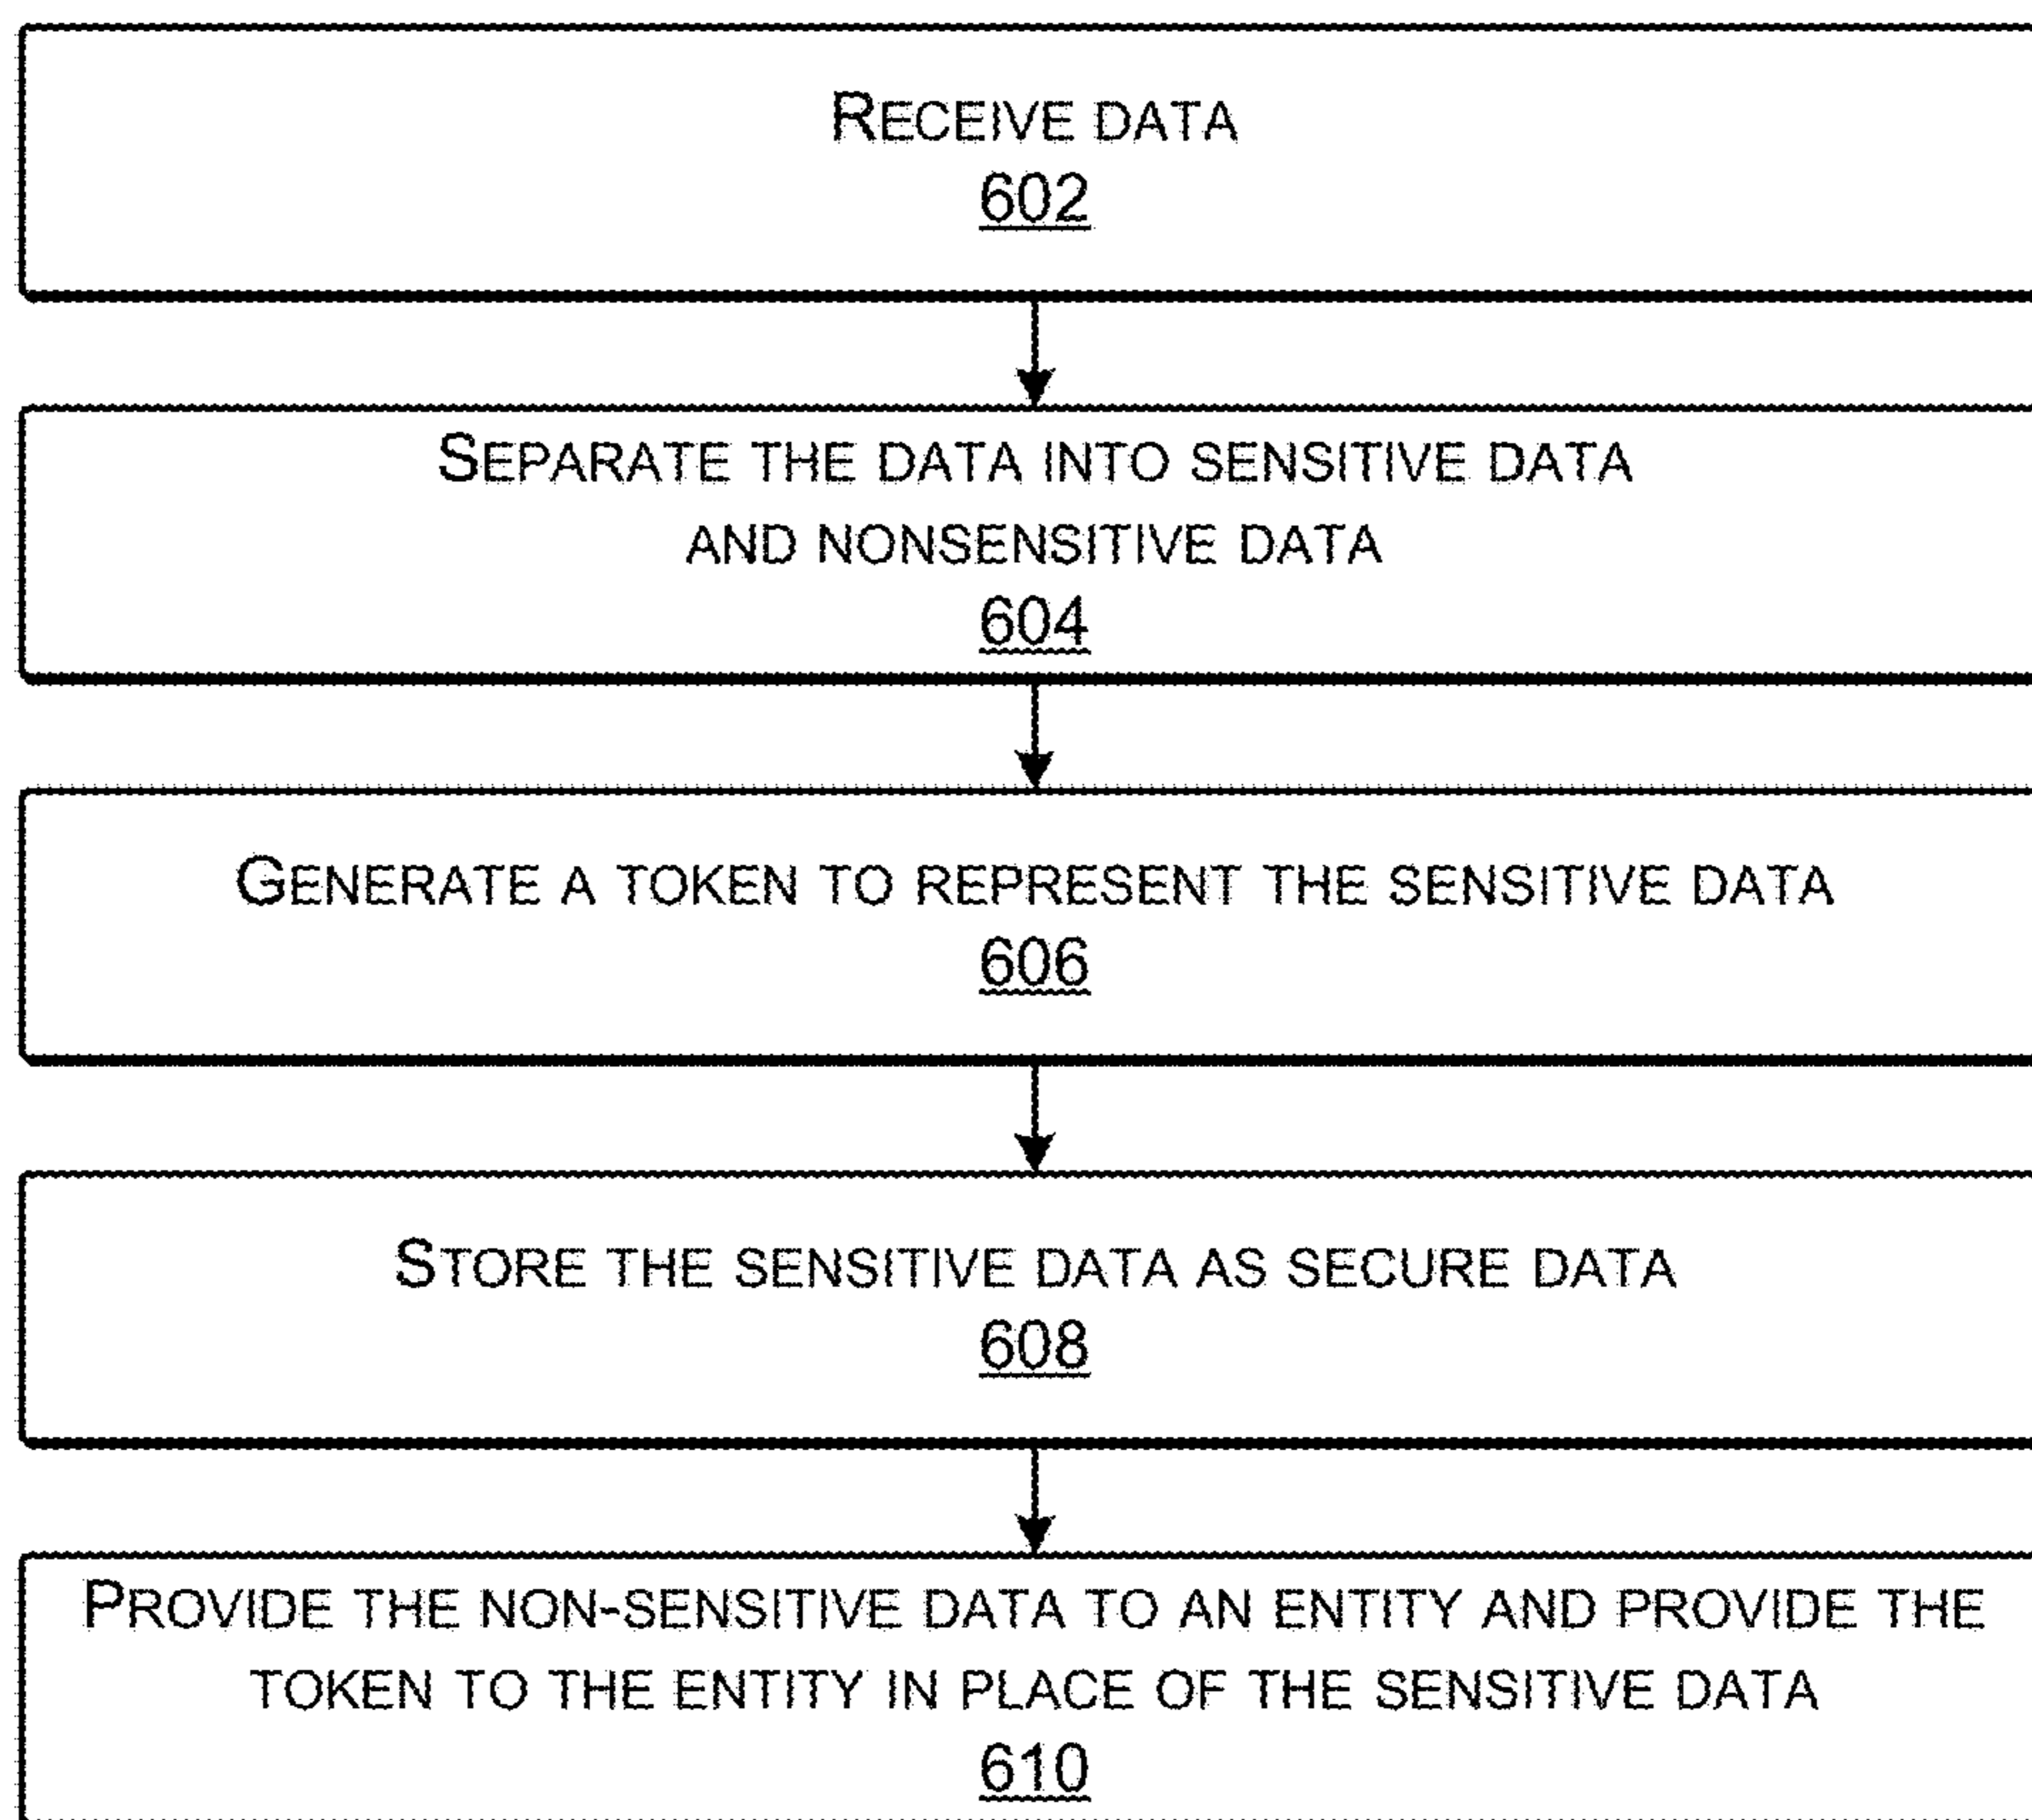 RECEIVE DATA
602
SEPARATE THE DATA INTO SENSITIVE DATA
AND NONSENSITIVE DATA
604
GENERATE A TOKEN TO REPRESENT THE SENSITIVE DATA
606
STORE THE SENSITIVE DATA AS SECURE DATA
608
PROVIDE THE NON-SENSITIVE DATA TO AN ENTITY AND PROVIDE THE
TOKEN TO THE ENTITY IN PLACE OF THE SENSITIVE DATA
610